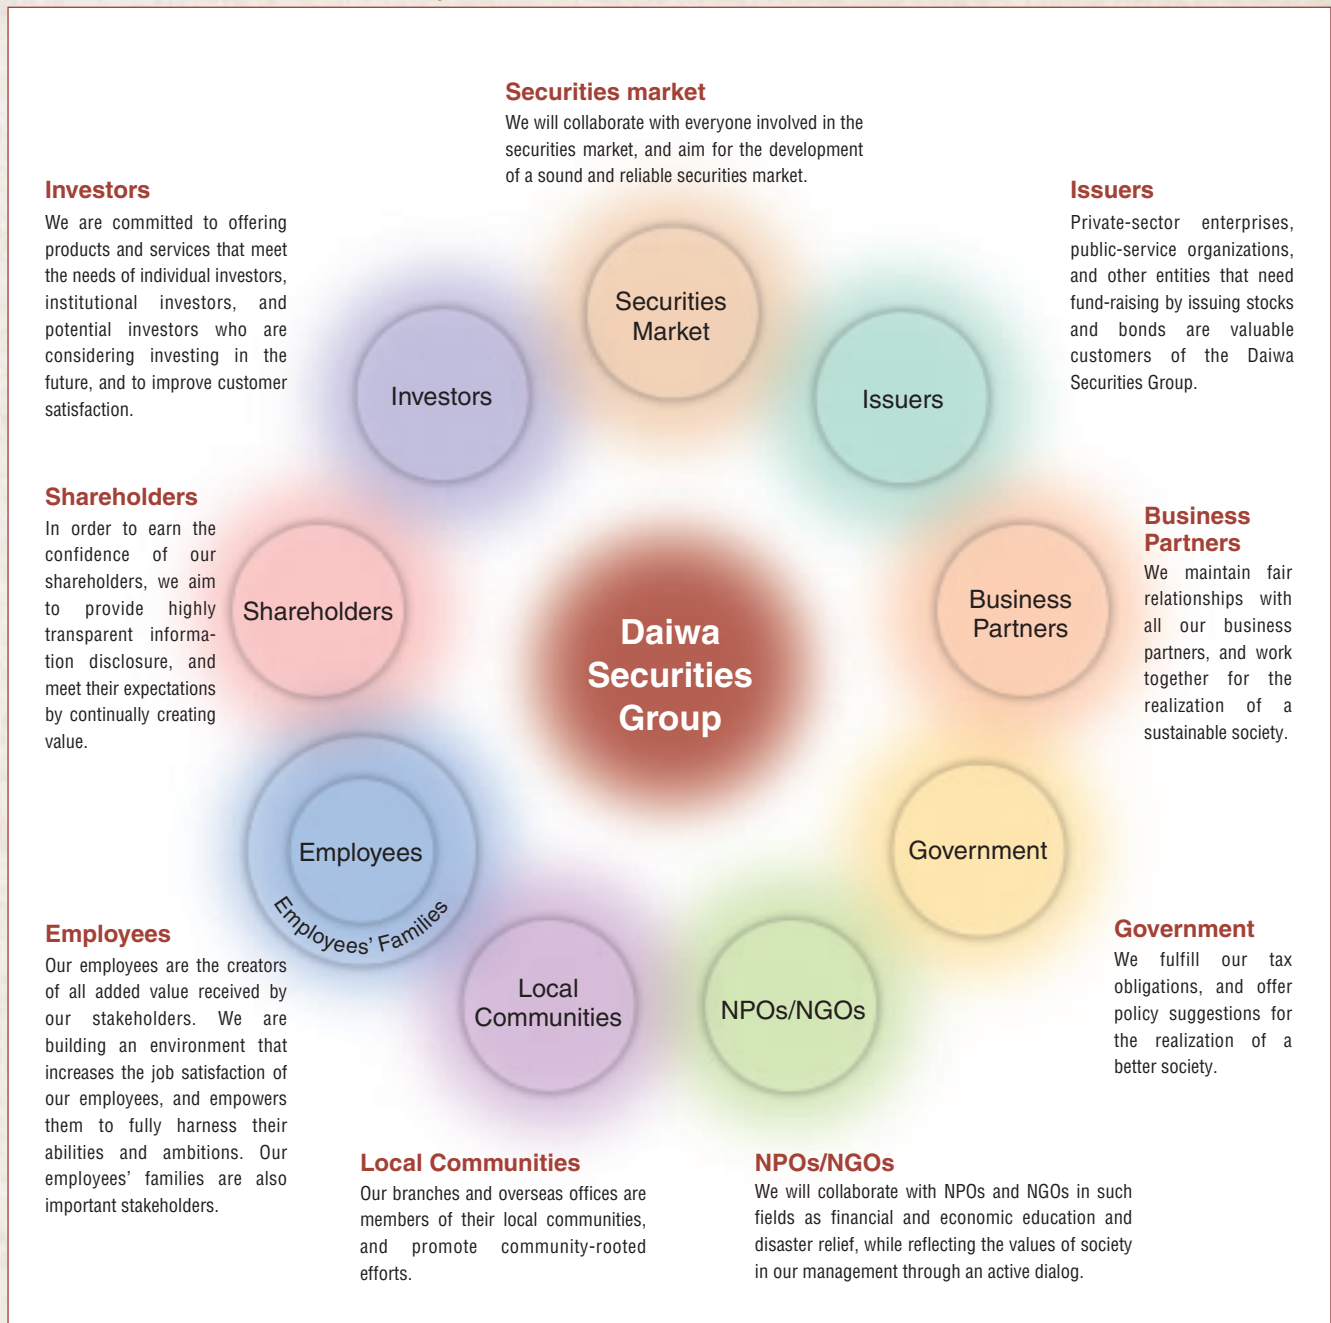 Securities market
We will collaborate with everyone involved in the
securities market, and aim for the development
of a sound and reliable securities market.
Investors
We are committed to offering
products and services that meet
the needs of individual investors,
institutional investors, and
potential investors who are
considering investing in the
future, and to improve customer
satisfaction.
Issuers
Private-sector enterprises,
public-service organizations,
and other entities that need
fund-raising by issuing stocks
and bonds are valuable
customers of the Daiwa
Securities Group.
Securities
Market
Investors
Issuers
Shareholders
In order to earn the
confidence of our
shareholders, we aim
to provide highly
transparent informa-
tion disclosure, and
meet their expectations
by continually creating
value.
Shareholders
Business
Partners
Business
Partners
We maintain fair
relationships with
all our business
partners, and work
together for the
realization of a
sustainable society.
Daiwa
Securities
Group
Employees
Employees' Families
Government
Local
Communities
NPOs/NGOs
Employees
Our employees are the creators
of all added value received by
our stakeholders. We are
building an environment that
increases the job satisfaction of
our employees, and empowers
them to fully harness their
abilities and ambitions. Our
employees' families are also
important stakeholders.
Government
We fulfill our tax
obligations, and offer
policy suggestions for
the realization of a
better society.
Local Communities
Our branches and overseas offices are
members of their local communities,
and promote community-rooted
efforts.
NPOs/NGOs
We will collaborate with NPOs and NGOs in such
fields as financial and economic education and
disaster relief, while reflecting the values of society
in our management through an active dialog.